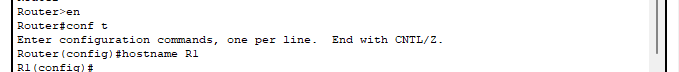 Router>en
Router#conf t
Enter configuration commands, one per line.  End with CNTL/Z.
Router(config)#hostname R1
R1(config)#